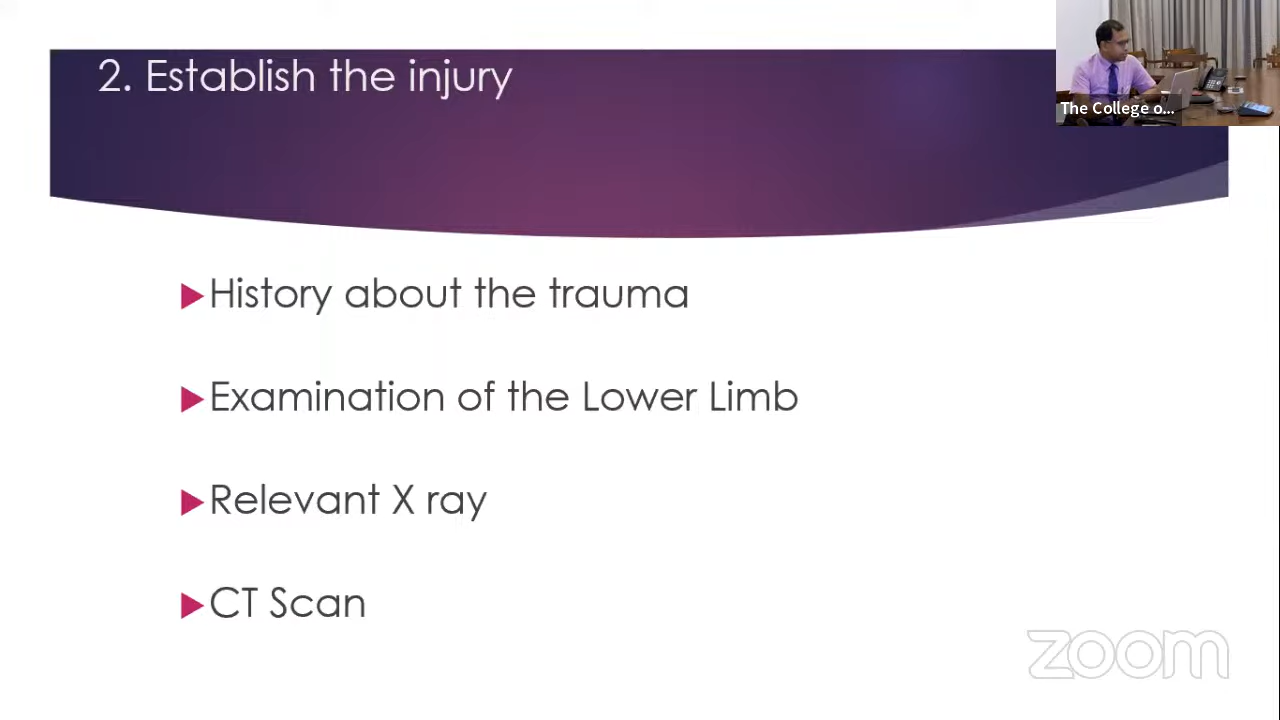 2. Establish the injury
The College o...
History about the trauma
Examination of the Lower Limb
Relevant X ray
CT Scan
zoom